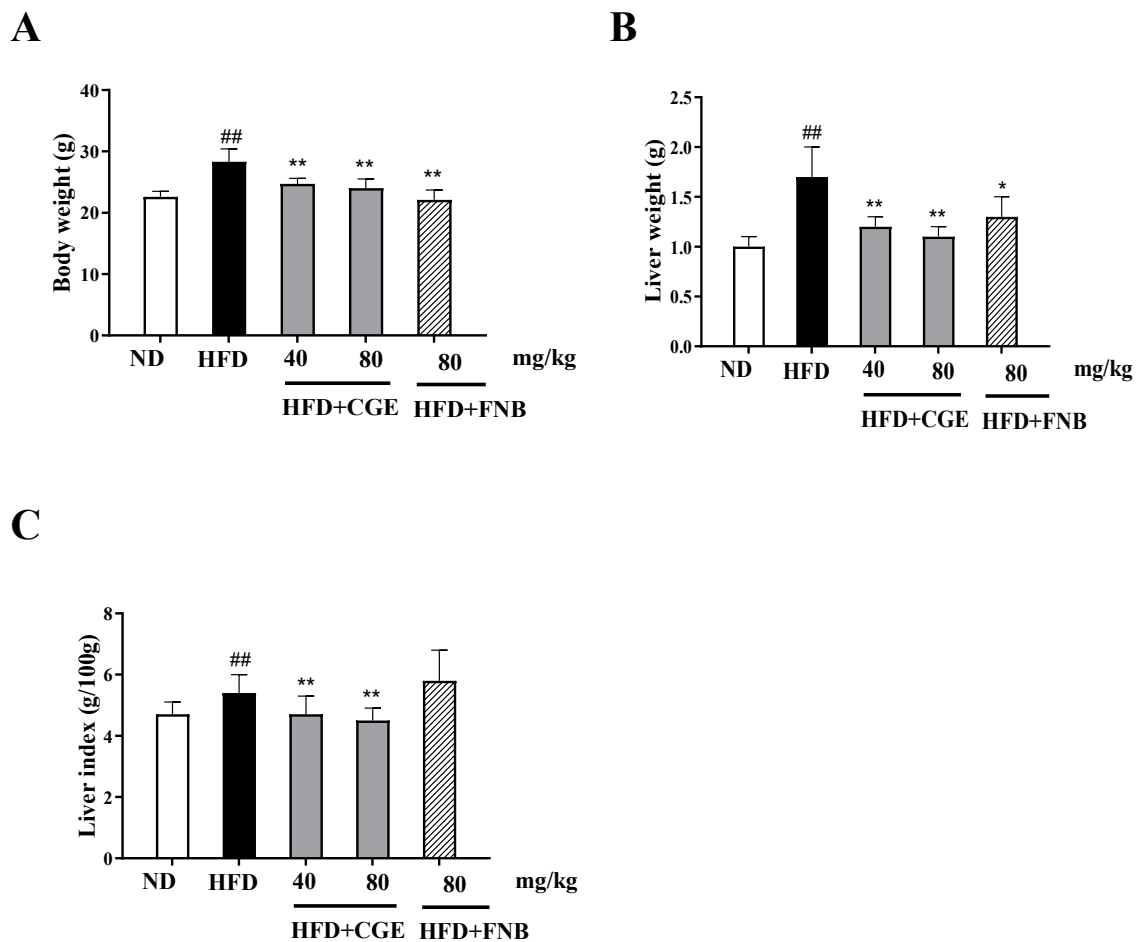 A
Body weight (g)
40
30
20
10
0
##
**
**
**
ND
HFD
40
80
80
mg/kg
HFD+CGE
HFD+FNB
B
Liver weight (g)
2.5
2.0
1.5
1.0
0.5
0.0
##
**
**
*
ND
HFD
40
80
80
mg/kg
HFD+CGE
HFD+FNB
C
Liver index (g/100g)
8
6
4
2
0
##
**
**
ND
HFD
40
80
80
mg/kg
HFD+CGE
HFD+FNB